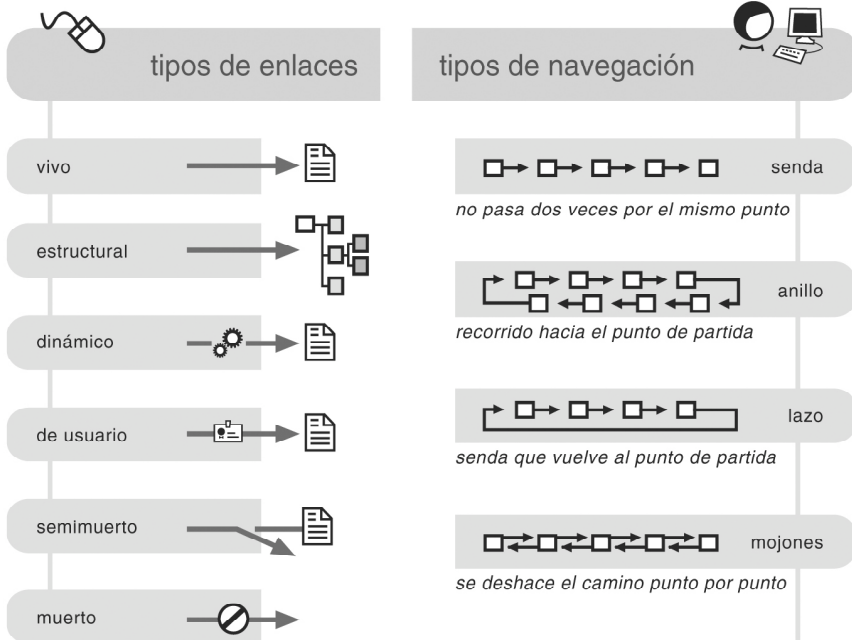 tipos de enlaces
vivo
estructural
dinámico
de usuario
semimuerto
muerto
tipos de navegación
senda
no pasa dos veces por el mismo punto
anillo
recorrido hacia el punto de partida
lazo
senda que vuelve al punto de partida
mojones
se deshace el camino punto por punto